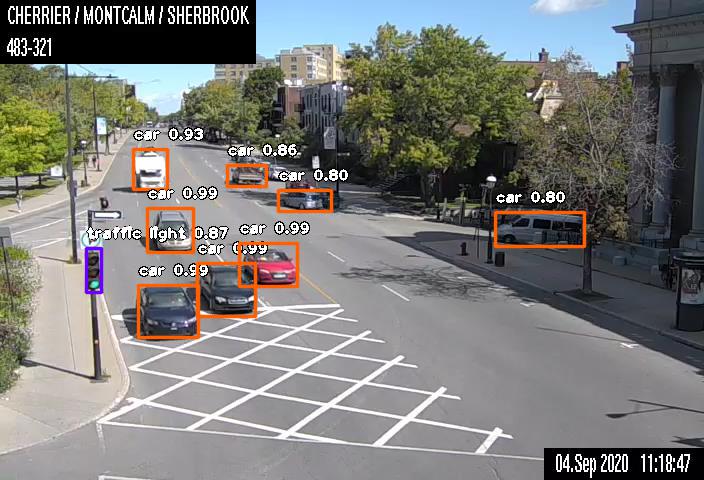 CHERRIER / MONTCALM / SHERBROOK
483-321
car 0.93
car 0.86
car 0.80
car 0.99
car 0.80
traffic light 0.87
car 0.99
car 0.99
car 0.99
04.Sep 2020 11:18:47